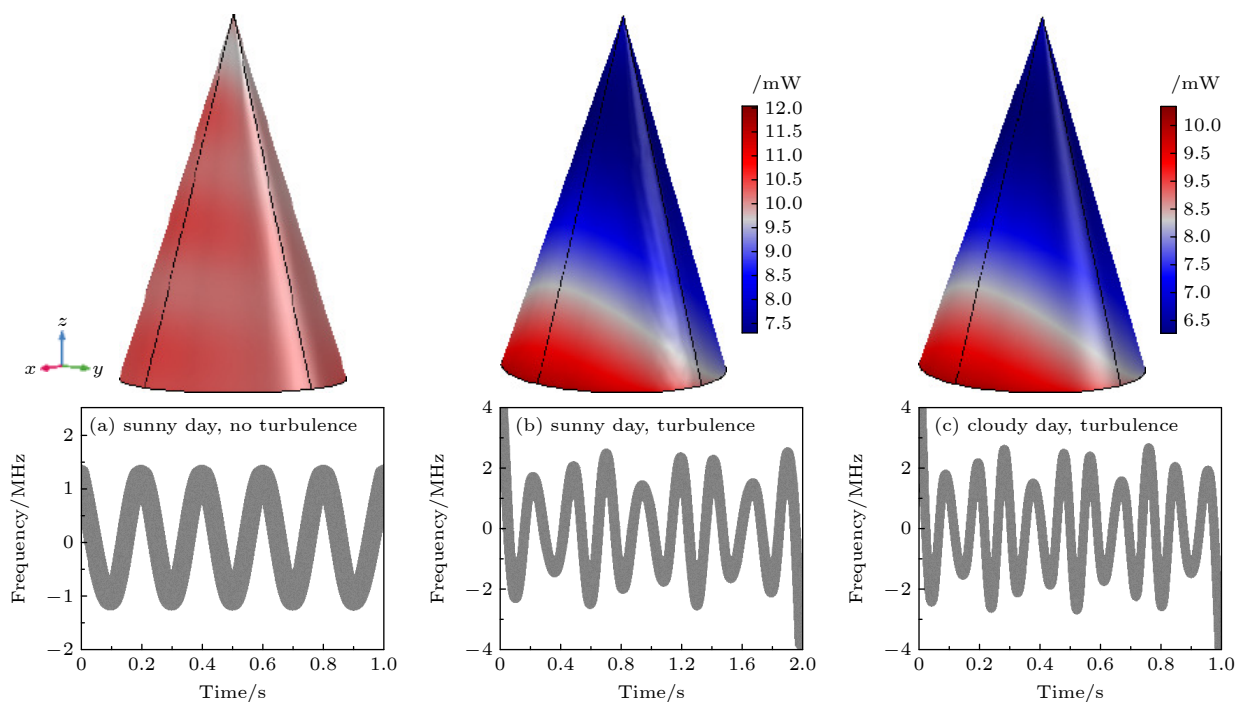 /mW
12.0
11.5
11.0
10.5
10.0
9.5
9.0
8.5
8.0
7.5
/mW
10.0
9.5
9.0
8.5
8.0
7.5
7.0
6.5
z
x
y
(a) sunny day, no turbulence
2
1
0
−1
−2
Frequency/MHz
0 0.2 0.4 0.6 0.8 1.0
Time/s
(b) sunny day, turbulence
4
2
0
−2
−4
Frequency/MHz
0 0.4 0.8 1.2 1.6 2.0
Time/s
(c) cloudy day, turbulence
4
2
0
−2
−4
Frequency/MHz
0 0.2 0.4 0.6 0.8 1.0
Time/s